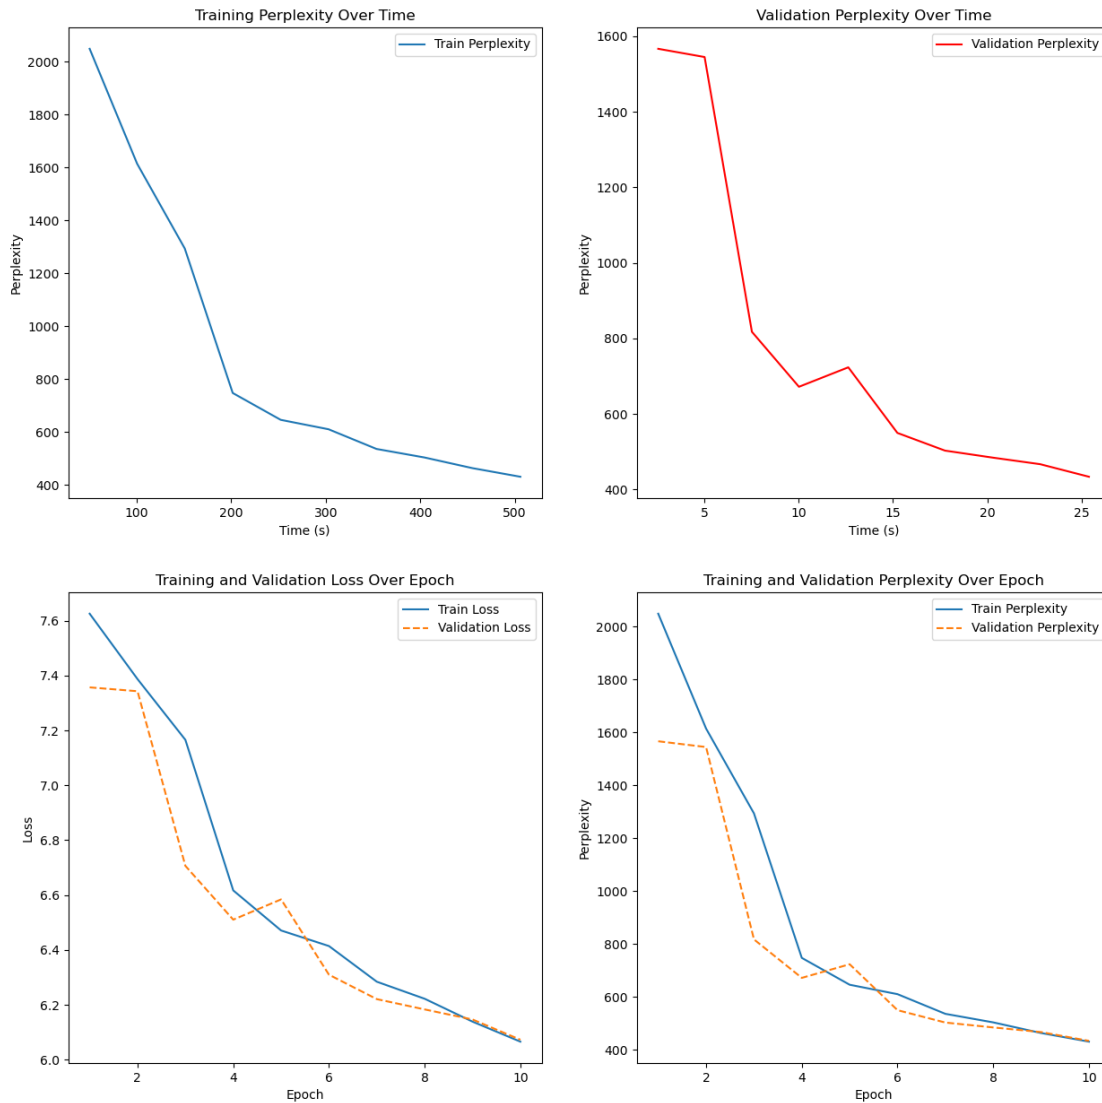 Training Perplexity Over Time
Train Perplexity
2000
1800
1600
1400
1200
1000
800
600
400
Perplexity
100 200 300 400 500
Time (s)
Validation Perplexity Over Time
Validation Perplexity
1600
1400
1200
1000
800
600
400
Perplexity
5 10 15 20 25
Time (s)
Training and Validation Loss Over Epoch
Train Loss
Validation Loss
7.6
7.4
7.2
7.0
6.8
6.6
6.4
6.2
6.0
Loss
2 4 6 8 10
Epoch
Training and Validation Perplexity Over Epoch
Train Perplexity
Validation Perplexity
2000
1800
1600
1400
1200
1000
800
600
400
Perplexity
2 4 6 8 10
Epoch